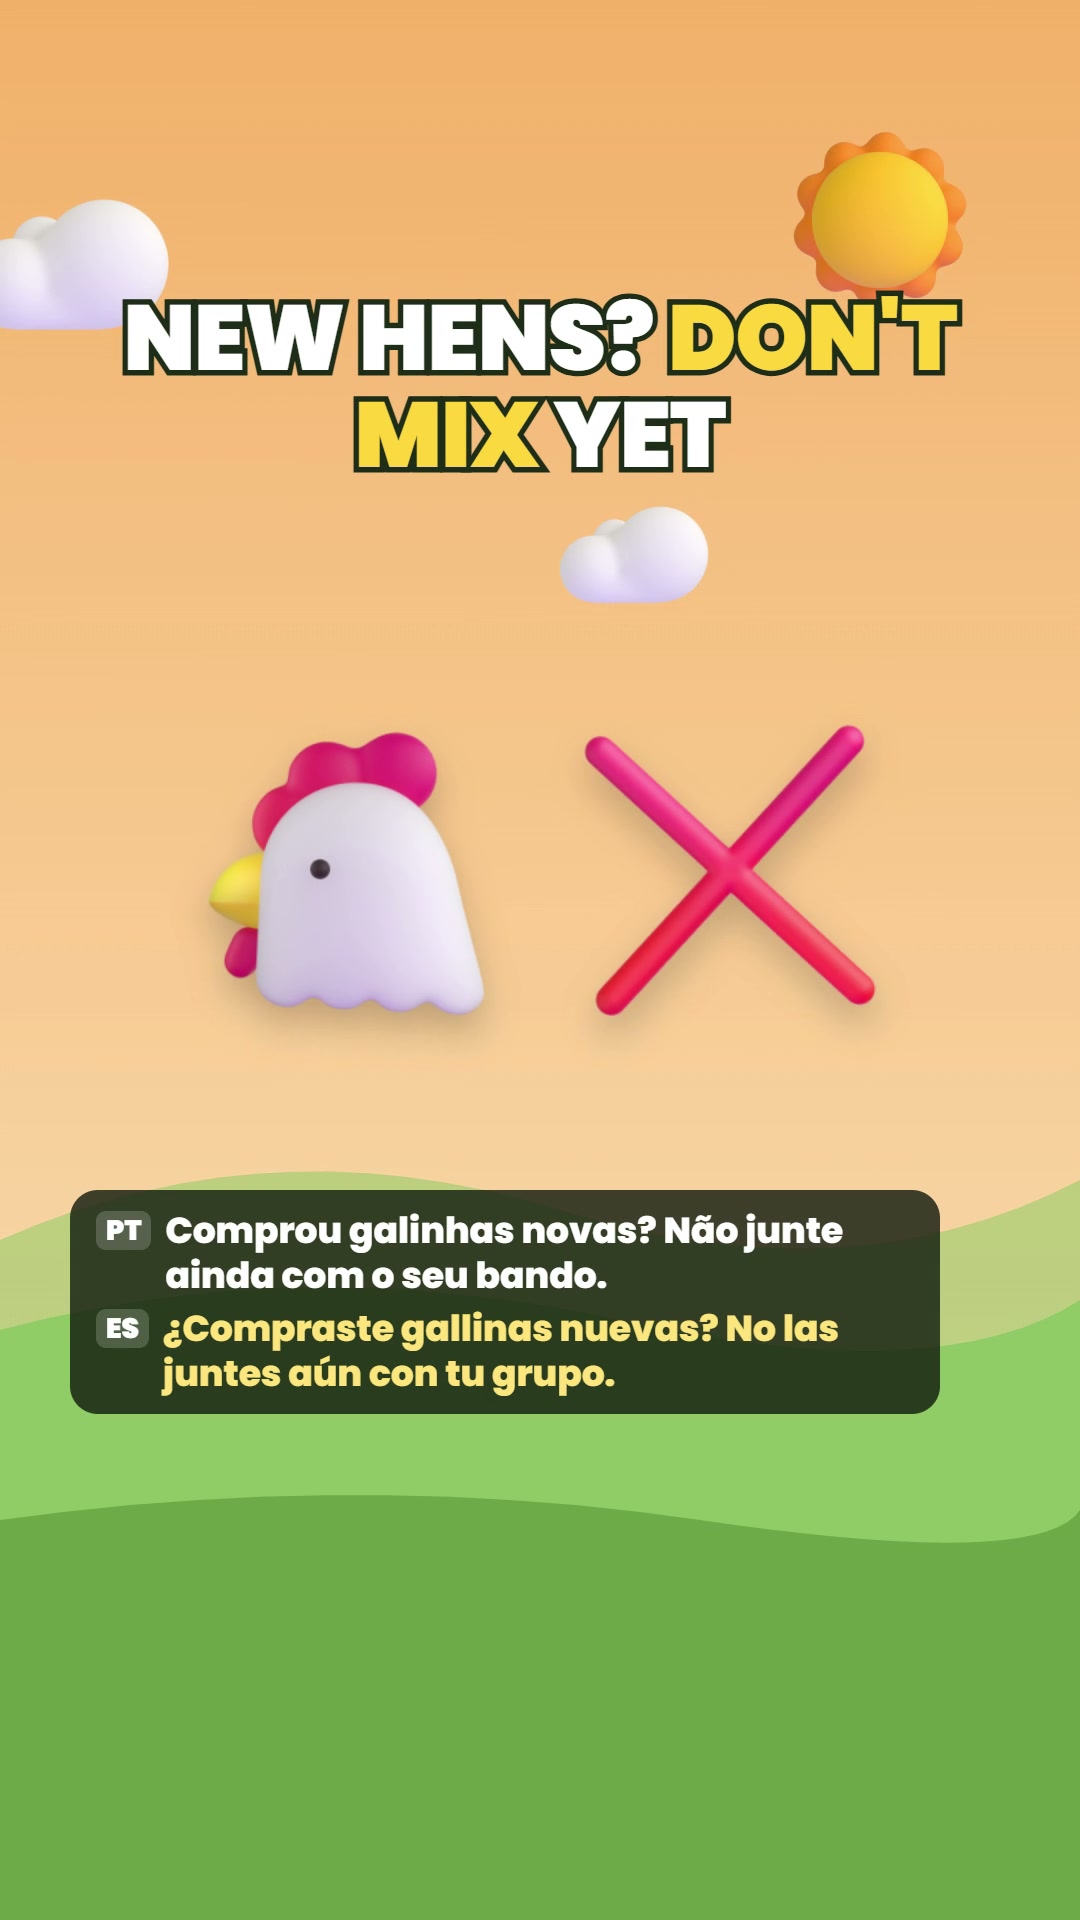 NEW HENS? DON'T
MIX YET
PT Comprou galinhas novas? Não junte
ainda com o seu bando.
ES ¿Compraste gallinas nuevas? No las
juntes aún con tu grupo.